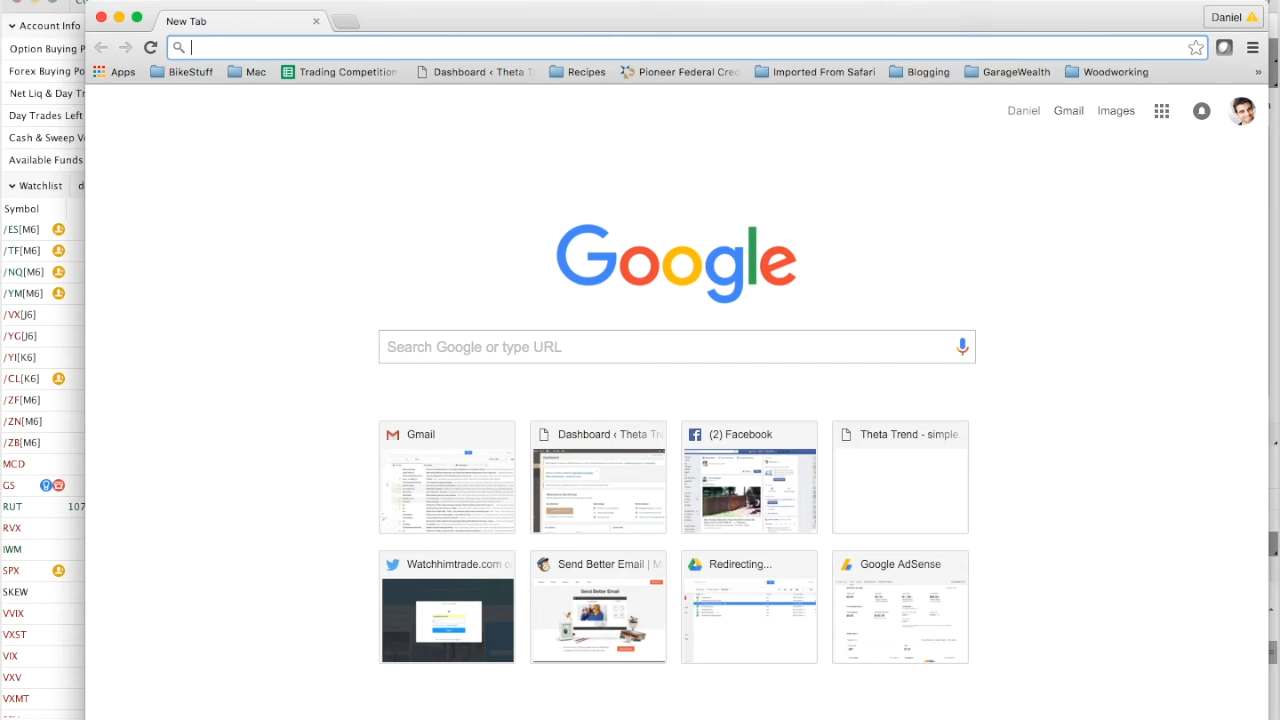 Account Info
Option Buying P
Forex Buying Po
Net Liq & Day Tr
Day Trades Left
Cash & Sweep V
Available Funds
Watchlist
Symbol
/ES[M6]
/TF[M6]
/NQ[M6]
/YM[M6]
/VX[J6]
/YG[J6]
/YI[K6]
/CL[K6]
/ZF[M6]
/ZN[M6]
/ZB[M6]
MCD
GS
RUT
RVX
IWM
SPX
SKEW
VXST
VIX
VXV
VXMT
New Tab
Daniel
Apps
BikeStuff
Mac
Trading Competition
Dashboard ‹ Theta T
Recipes
Pioneer Federal Cre
Imported From Safari
Blogging
GarageWealth
Woodworking
»
Daniel Gmail Images
Google
Search Google or type URL
Gmail
Dashboard ‹ Theta Tre
(2) Facebook
Theta Trend - simple.
Watchhimtrade.com o
Send Better Email | M
Redirecting...
Google AdSense
Send Better Email